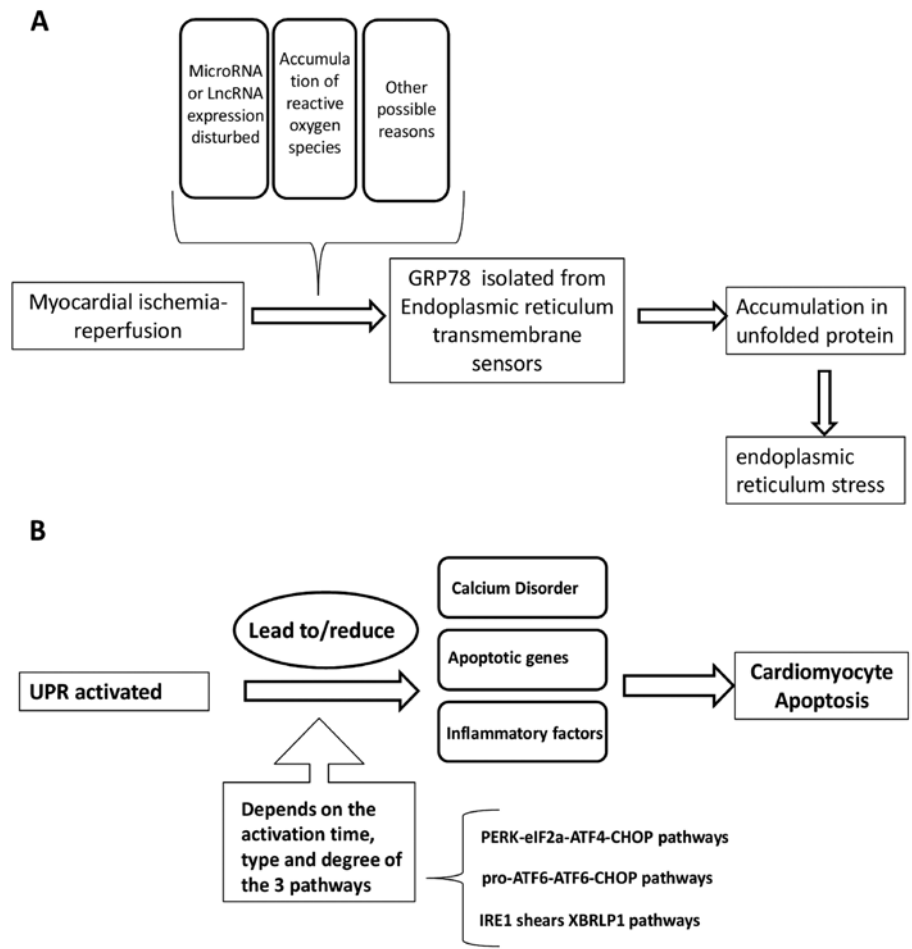 A
MicroRNA
or LncRNA
expression
disturbed
Accumula
tion of
reactive
oxygen
species
Other
possible
reasons
Myocardial ischemia-
reperfusion
GRP78 isolated from
Endoplasmic reticulum
transmembrane
sensors
Accumulation in
unfolded protein
endoplasmic
reticulum stress
B
UPR activated
Lead to/reduce
Calcium Disorder
Apoptotic genes
Inflammatory factors
Cardiomyocyte
Apoptosis
Depends on the
activation time,
type and degree of
the 3 pathways
PERK-eIF2a-ATF4-CHOP pathways
pro-ATF6-ATF6-CHOP pathways
IRE1 shears XBRLP1 pathways